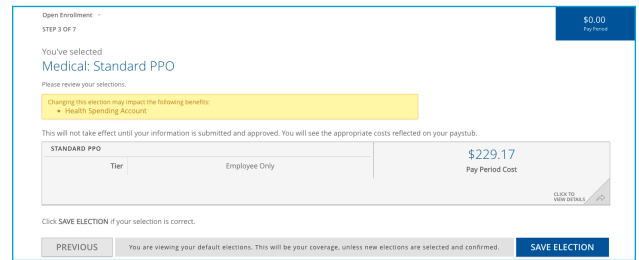 Open Enrollment
STEP 3 OF 7
$0.00
Pay Period
You've selected
Medical: Standard PPO
Please review your selections.
Changing this election may impact the following benefits:
• Health Spending Account
This will not take effect until your information is submitted and approved. You will see the appropriate costs reflected on your paystub.
STANDARD PPO
Tier Employee Only
$229.17
Pay Period Cost
CLICK TO
VIEW DETAILS
Click SAVE ELECTION if your selection is correct.
PREVIOUS
You are viewing your default elections. This will be your coverage, unless new elections are selected and confirmed.
SAVE ELECTION